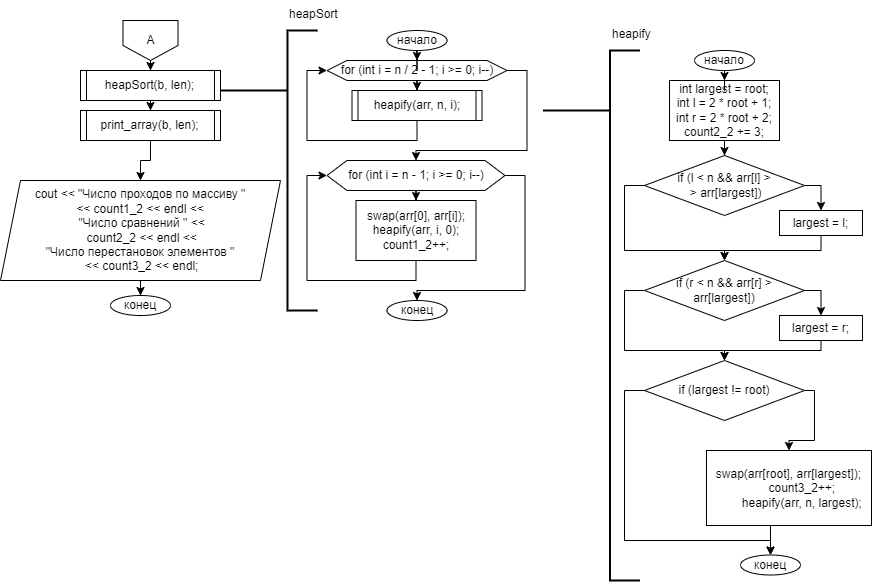 A
heapSort(b, len);
print_array(b, len);
cout << "Число проходов по массиву "
<< count1_2 << endl <<
"Число сравнений " <<
count2_2 << endl <<
"Число перестановок элементов "
<< count3_2 << endl;
конец
heapSort
начало
for (int i = n / 2 - 1; i >= 0; i--)
heapify(arr, n, i);
for (int i = n - 1; i >= 0; i--)
swap(arr[0], arr[i]);
heapify(arr, i, 0);
count1_2++;
конец
heapify
начало
int largest = root;
int l = 2 * root + 1;
int r = 2 * root + 2;
count2_2 += 3;
if (l < n && arr[l] >
> arr[largest])
largest = l;
if (r < n && arr[r] >
arr[largest])
largest = r;
if (largest != root)
swap(arr[root], arr[largest]);
count3_2++;
heapify(arr, n, largest);
конец